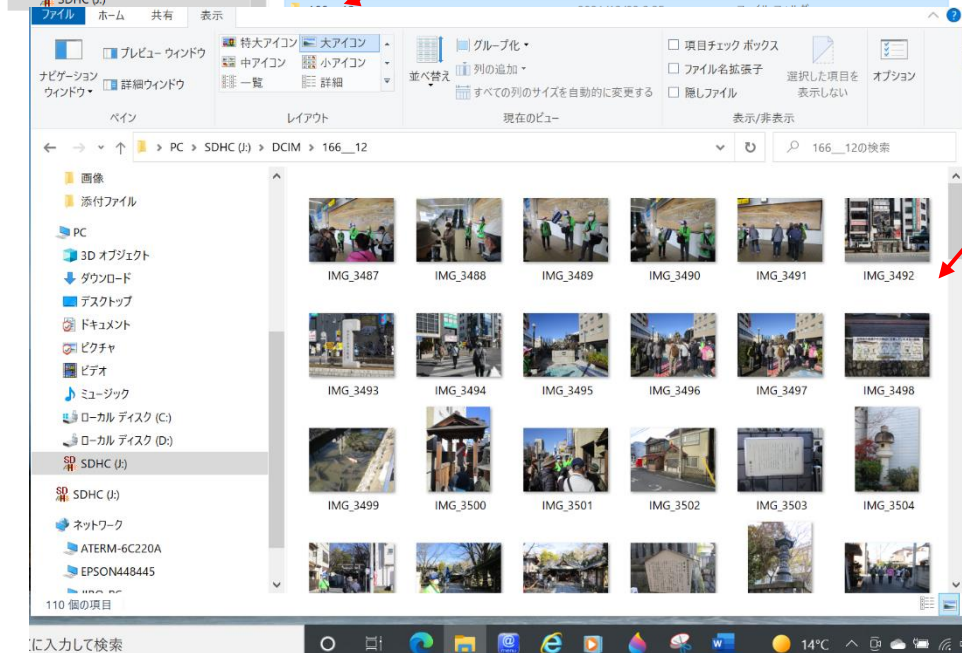 SDHC (J:)
ファイル ホーム 共有 表示
プレビュー ウィンドウ
詳細ウィンドウ
ナビゲーション
ウィンドウ
ペイン
特大アイコン 大アイコン
中アイコン 小アイコン
一覧 詳細
レイアウト
並べ替え
グループ化
列の追加
すべての列のサイズを自動的に変更する
現在のビュー
項目チェック ボックス
ファイル名拡張子
隠しファイル
選択した項目を
表示しない
表示/非表示
オプション
PC > SDHC (J:) > DCIM > 166__12
166__12の検索
画像
添付ファイル
PC
3D オブジェクト
ダウンロード
デスクトップ
ドキュメント
ピクチャ
ビデオ
ミュージック
ローカル ディスク (C:)
ローカル ディスク (D:)
SDHC (J:)
SDHC (J:)
ネットワーク
ATERM-6C220A
EPSON448445
IMG_3487 IMG_3488 IMG_3489 IMG_3490 IMG_3491 IMG_3492
IMG_3493 IMG_3494 IMG_3495 IMG_3496 IMG_3497 IMG_3498
IMG_3499 IMG_3500 IMG_3501 IMG_3502 IMG_3503 IMG_3504
110 個の項目
に入力して検索
14°C